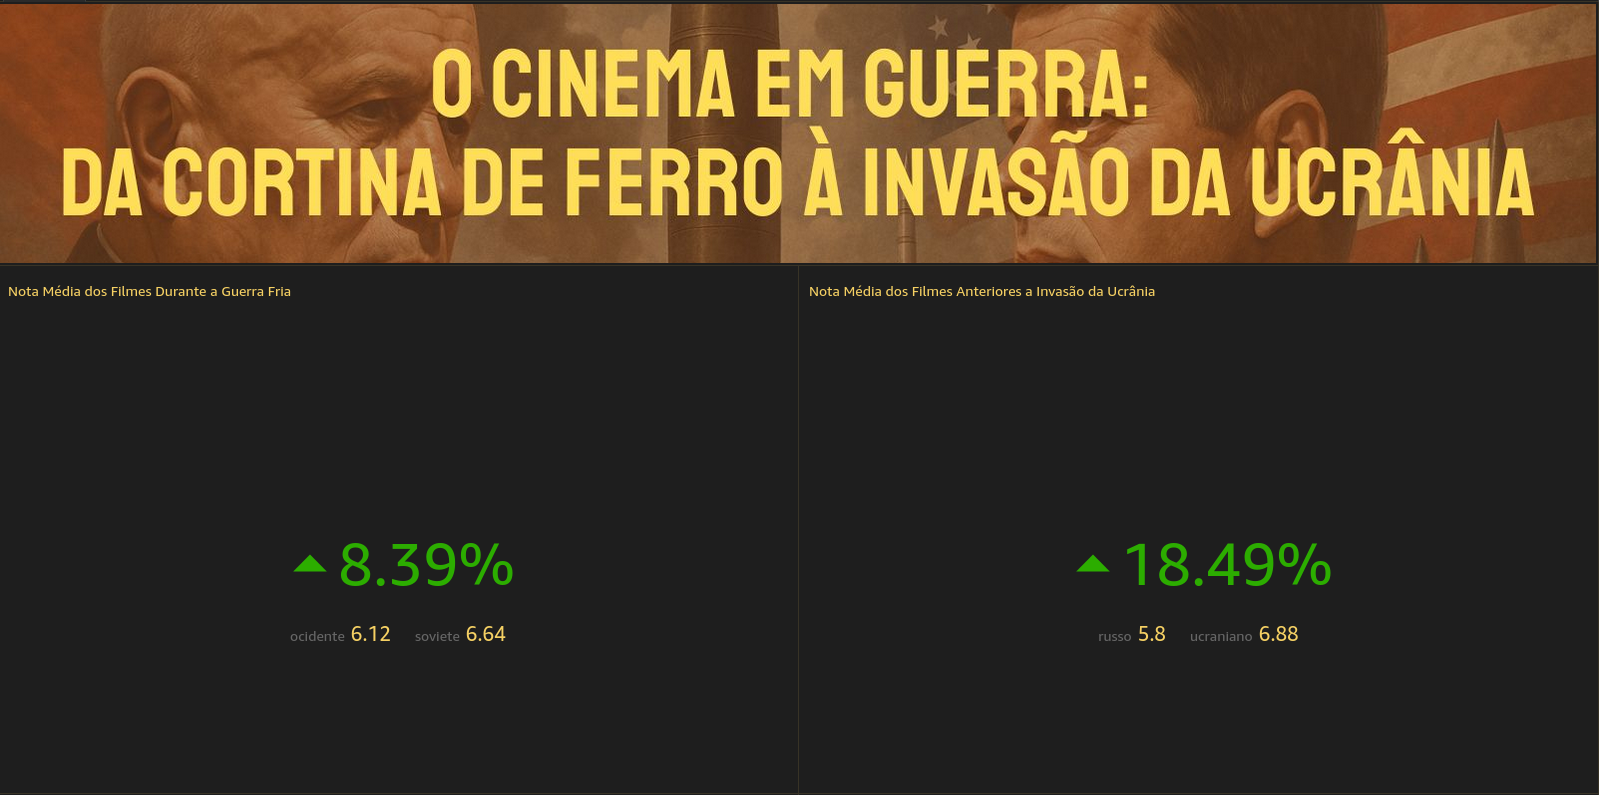 O CINEMA EM GUERRA:
DA CORTINA DE FERRO À INVASÃO DA UCRÂNIA
Nota Média dos Filmes Durante a Guerra Fria
8.39%
ocidente 6.12 soviete 6.64
Nota Média dos Filmes Anteriores a Invasão da Ucrânia
18.49%
russo 5.8 ucraniano 6.88